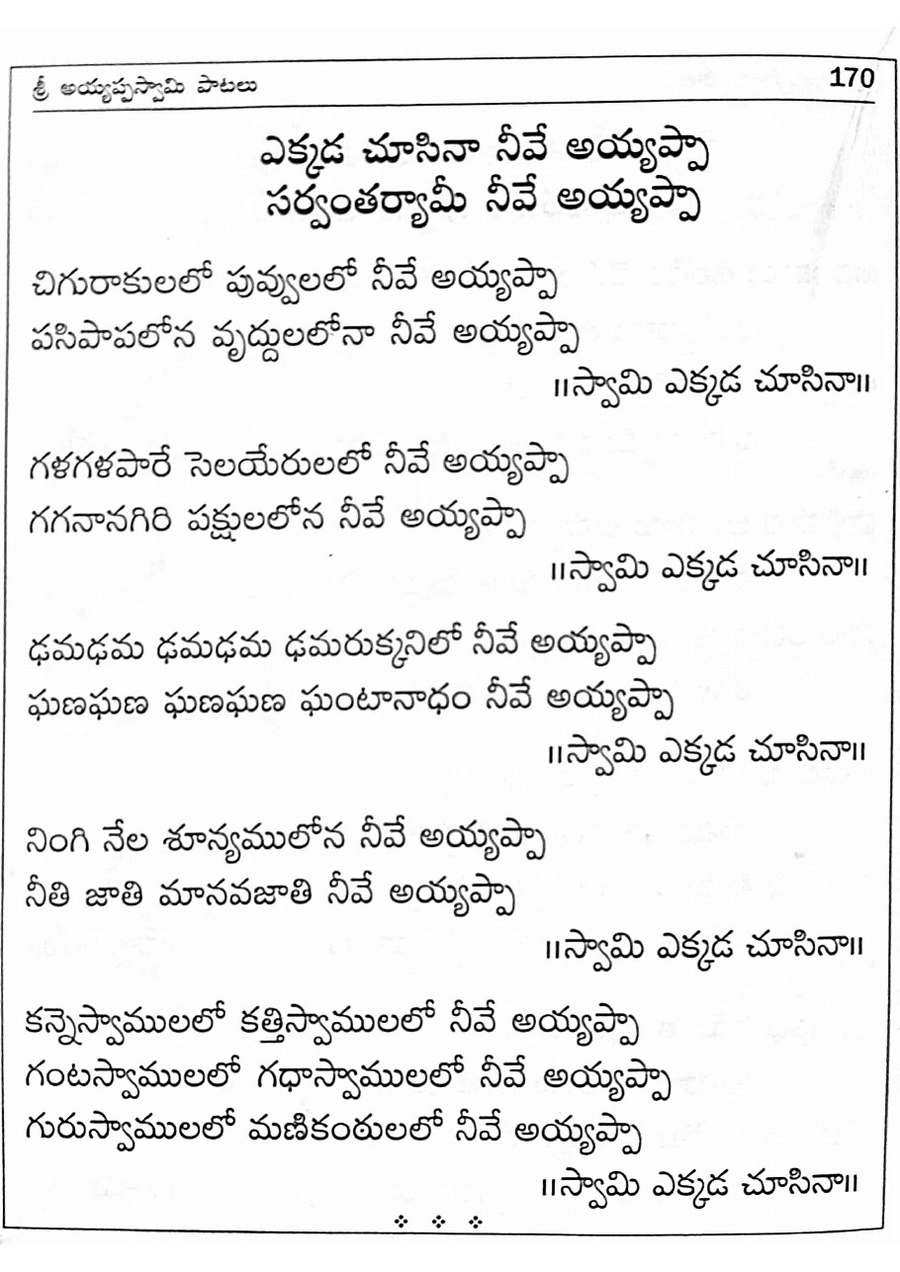 శ్రీ అయ్యప్పస్వామి పాటలు 170
ఎక్కడ చూసినా నీవే అయ్యప్పా
సర్వంతర్యామీ నీవే అయ్యప్పా
చిగురాకులలో పువ్వులలో నీవే అయ్యప్పా
పసిపాపలోన వృద్దులలోనా నీవే అయ్యప్పా
॥స్వామి ఎక్కడ చూసినా॥
గళగళపారే సెలయేరులలో నీవే అయ్యప్పా
గగనానగిరి పక్షులలోన నీవే అయ్యప్పా
॥స్వామి ఎక్కడ చూసినా॥
ఢమఢమ ఢమఢమ ఢమరుక్కనిలో నీవే అయ్యప్పా
ఘణఘణ ఘణఘణ ఘంటానాధం నీవే అయ్యప్పా
॥స్వామి ఎక్కడ చూసినా॥
నింగి నేల శూన్యములోన నీవే అయ్యప్పా
నీతి జాతి మానవజాతి నీవే అయ్యప్పా
॥స్వామి ఎక్కడ చూసినా॥
కన్నెస్వాములలో కత్తిస్వాములలో నీవే అయ్యప్పా
గంటస్వాములలో గధాస్వాములలో నీవే అయ్యప్పా
గురుస్వాములలో మణికంఠులలో నీవే అయ్యప్పా
॥స్వామి ఎక్కడ చూసినా॥